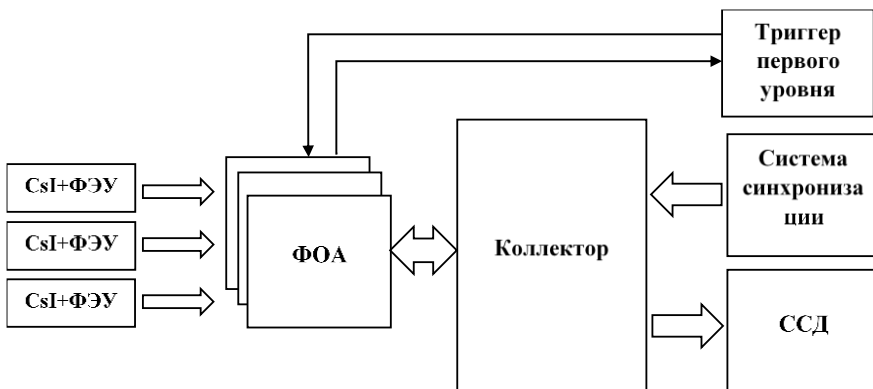 Триггер
первого
уровня
CsI+ФЭУ
CsI+ФЭУ
CsI+ФЭУ
ФОА
Коллектор
Система
синхрониза
ции
ССД